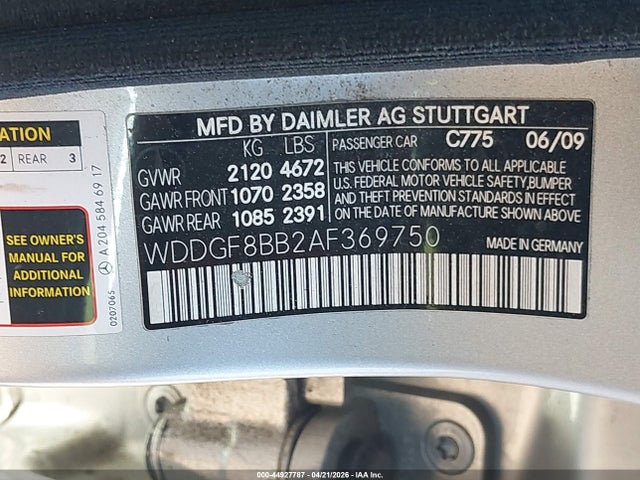 ATION
2 REAR 3
SEE OWNER'S
MANUAL FOR
ADDITIONAL
INFORMATION
A 204 584 69 17
0207065
MFD BY DAIMLER AG STUTTGART
KG LBS
GVWR 2120 4672
GAWR FRONT 1070 2358
GAWR REAR 1085 2391
PASSENGER CAR C775 06/09
THIS VEHICLE CONFORMS TO ALL APPLICABLE
U.S. FEDERAL MOTOR VEHICLE SAFETY,BUMPER
AND THEFT PREVENTION STANDARDS IN EFFECT
ON THE DATE OF MANUFACTURE SHOWN ABOVE.
WDDGF8BB2AF369750
MADE IN GERMANY
000-44927787 - 04/21/2026 - IAA Inc.